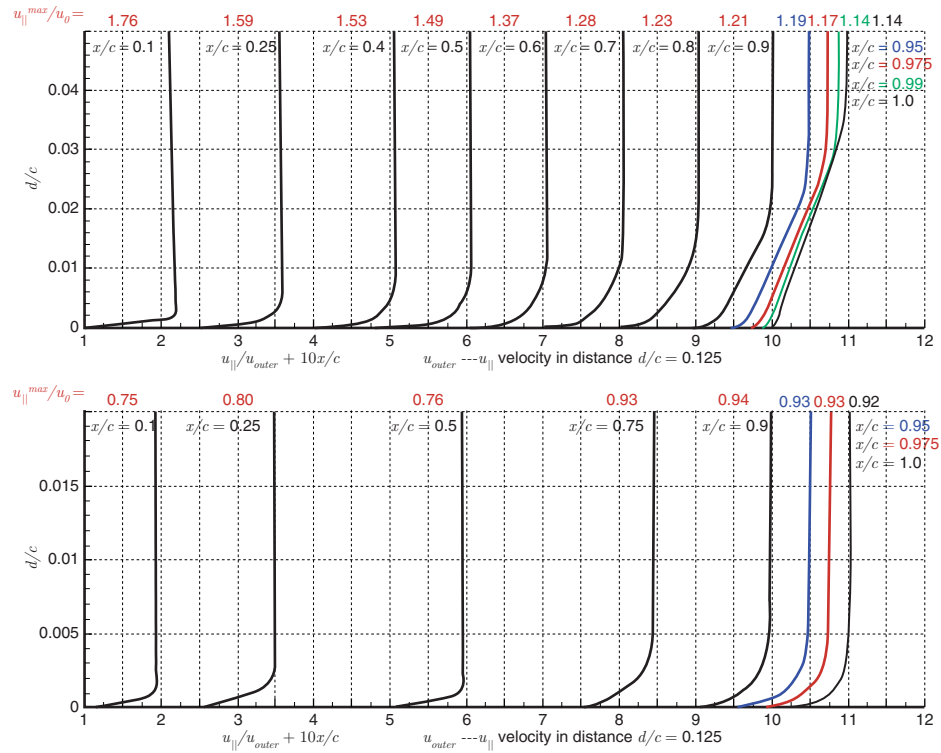 u||^max/u0= 1.76 1.59 1.53 1.49 1.37 1.28 1.23 1.21 1.19 1.17 1.14 1.14
x/c= 0.1 x/c= 0.25 x/c= 0.4 x/c= 0.5 x/c= 0.6 x/c= 0.7 x/c= 0.8 x/c= 0.9 x/c= 0.95
x/c= 0.975
x/c= 0.99
x/c= 1.0
0.04
0.03
d/c
0.02
0.01
0
1 2 3 4 5 6 7 8 9 10 11 12
u||/uouter + 10x/c uouter ---u|| velocity in distance d/c = 0.125
u||^max/u0= 0.75 0.80 0.76 0.93 0.94 0.93 0.93 0.92
x/c= 0.1 x/c= 0.25 x/c= 0.5 x/c= 0.75 x/c= 0.9 x/c= 0.95
x/c= 0.975
x/c= 1.0
0.015
0.01
d/c
0.005
0
1 2 3 4 5 6 7 8 9 10 11 12
u||/uouter + 10x/c uouter ---u|| velocity in distance d/c = 0.125